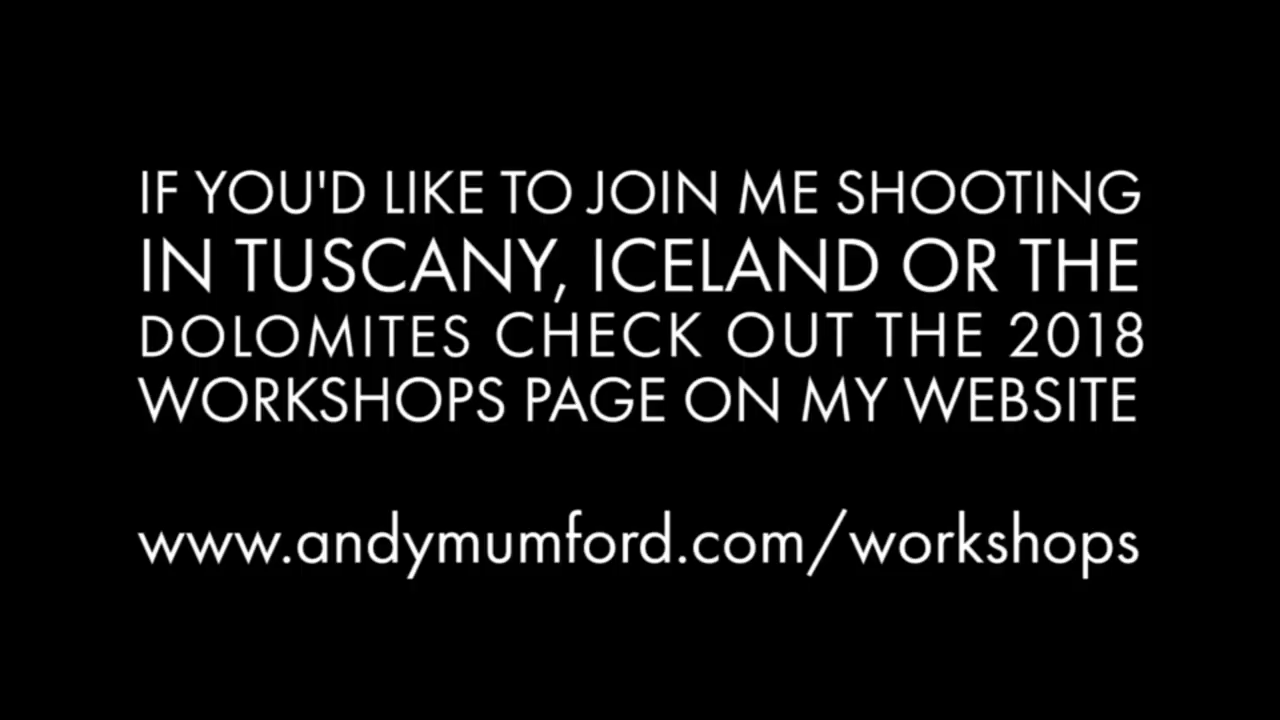 IF YOU'D LIKE TO JOIN ME SHOOTING
IN TUSCANY, ICELAND OR THE
DOLOMITES CHECK OUT THE 2018
WORKSHOPS PAGE ON MY WEBSITE
www.andymumford.com/workshops